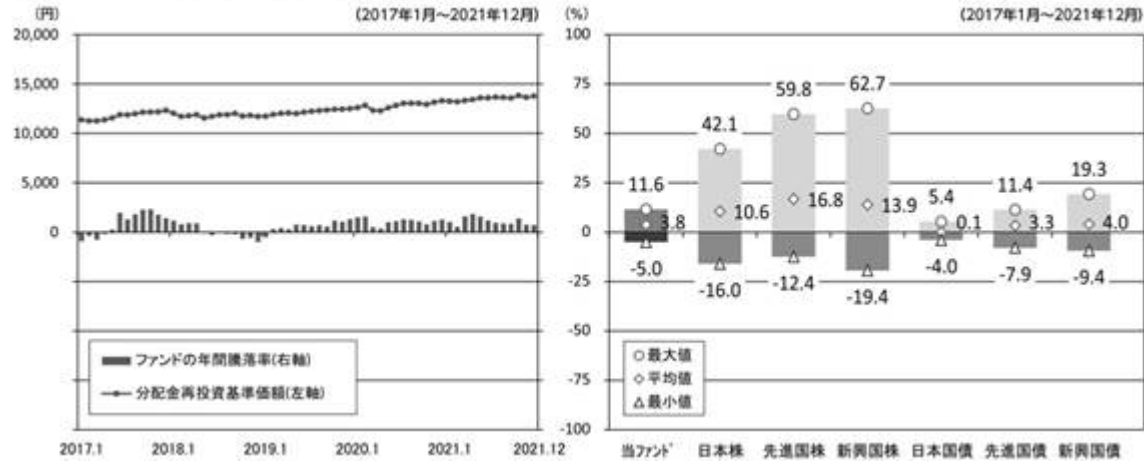 (円)
(2017年1月～2021年12月)
20,000
15,000
10,000
5,000
0
ファンドの年間騰落率(右軸)
分配金再投資基準価額(左軸)
2017.1 2018.1 2019.1 2020.1 2021.1 2021.12
(%)
(2017年1月～2021年12月)
100
75
50
25
0
-25
-50
-75
-100
11.6 42.1 59.8 62.7 5.4 11.4 19.3
3.8 10.6 16.8 13.9 0.1 3.3 4.0
-5.0 -16.0 -12.4 -19.4 -4.0 -7.9 -9.4
最大値
平均値
最小値
当ファンド 日本株 先進国株 新興国株 日本国債 先進国債 新興国債